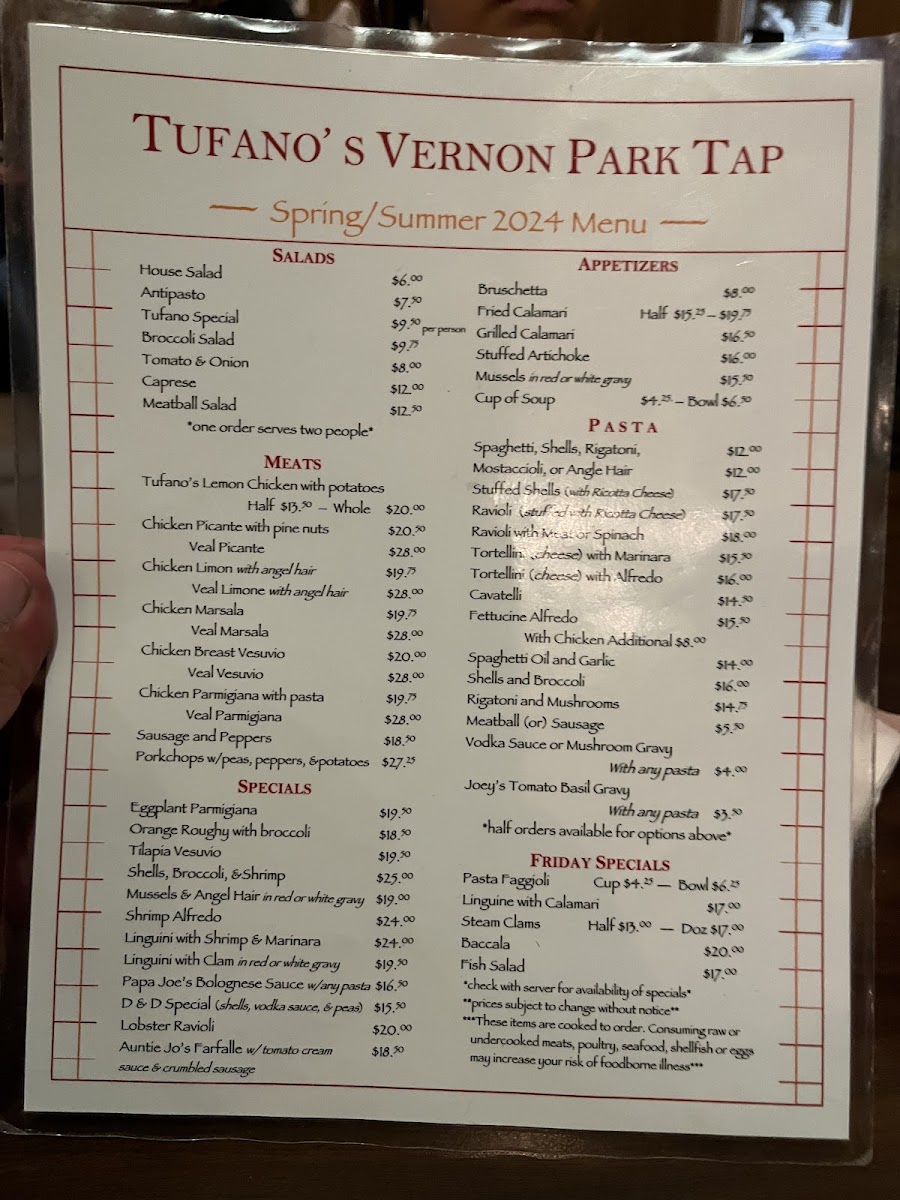 TUFANO'S VERNON PARK TAP
— Spring/Summer 2024 Menu —
SALADS
House Salad $6.00
Antipasto $7.50
Tufano Special $9.50 per person
Broccoli Salad $9.75
Tomato & Onion $8.00
Caprese $12.00
Meatball Salad $12.50
*one order serves two people*
MEATS
Tufano's Lemon Chicken with potatoes
Half $13.50 – Whole $20.00
Chicken Picante with pine nuts $20.50
Veal Picante $28.00
Chicken Limon with angel hair $19.75
Veal Limone with angel hair $28.00
Chicken Marsala $19.75
Veal Marsala $28.00
Chicken Breast Vesuvio $20.00
Veal Vesuvio $28.00
Chicken Parmigiana with pasta $19.75
Veal Parmigiana $28.00
Sausage and Peppers $18.50
Porkchops w/peas, peppers, &potatoes $27.25
SPECIALS
Eggplant Parmigiana $19.50
Orange Roughy with broccoli $18.50
Tilapia Vesuvio $19.50
Shells, Broccoli, &Shrimp $25.00
Mussels & Angel Hair in red or white gravy $19.00
Shrimp Alfredo $24.00
Linguini with Shrimp & Marinara $24.00
Linguini with Clam in red or white gravy $19.50
Papa Joe's Bolognese Sauce w/any pasta $16.50
D & D Special (shells, vodka sauce, & peas) $15.50
Lobster Ravioli $20.00
Auntie Jo's Farfalle w/ tomato cream $18.50
sauce & crumbled sausage
APPETIZERS
Bruschetta $8.00
Fried Calamari Half $15.25 – $19.75
Grilled Calamari $16.50
Stuffed Artichoke $16.00
Mussels in red or white gravy $15.50
Cup of Soup $4.25 – Bowl $6.50
PASTA
Spaghetti, Shells, Rigatoni, $12.00
Mostaccioli, or Angle Hair $12.00
Stuffed Shells (with Ricotta Cheese) $17.50
Ravioli (stuffed with Ricotta Cheese) $17.50
Ravioli with Meat or Spinach $18.00
Tortellini (cheese) with Marinara $15.50
Tortellini (cheese) with Alfredo $16.00
Cavatelli $14.50
Fettucine Alfredo $15.50
With Chicken Additional $8.00
Spaghetti Oil and Garlic $14.00
Shells and Broccoli $16.00
Rigatoni and Mushrooms $14.75
Meatball (or) Sausage $5.50
Vodka Sauce or Mushroom Gravy
With any pasta $4.00
Joey's Tomato Basil Gravy
With any pasta $3.50
*half orders available for options above*
FRIDAY SPECIALS
Pasta Faggioli Cup $4.25 — Bowl $6.25
Linguine with Calamari $17.00
Steam Clams Half $13.00 — Doz $17.00
Baccala $20.00
Fish Salad $17.00
*check with server for availability of specials*
**prices subject to change without notice**
***These items are cooked to order. Consuming raw or
undercooked meats, poultry, seafood, shellfish or eggs
may increase your risk of foodborne illness***